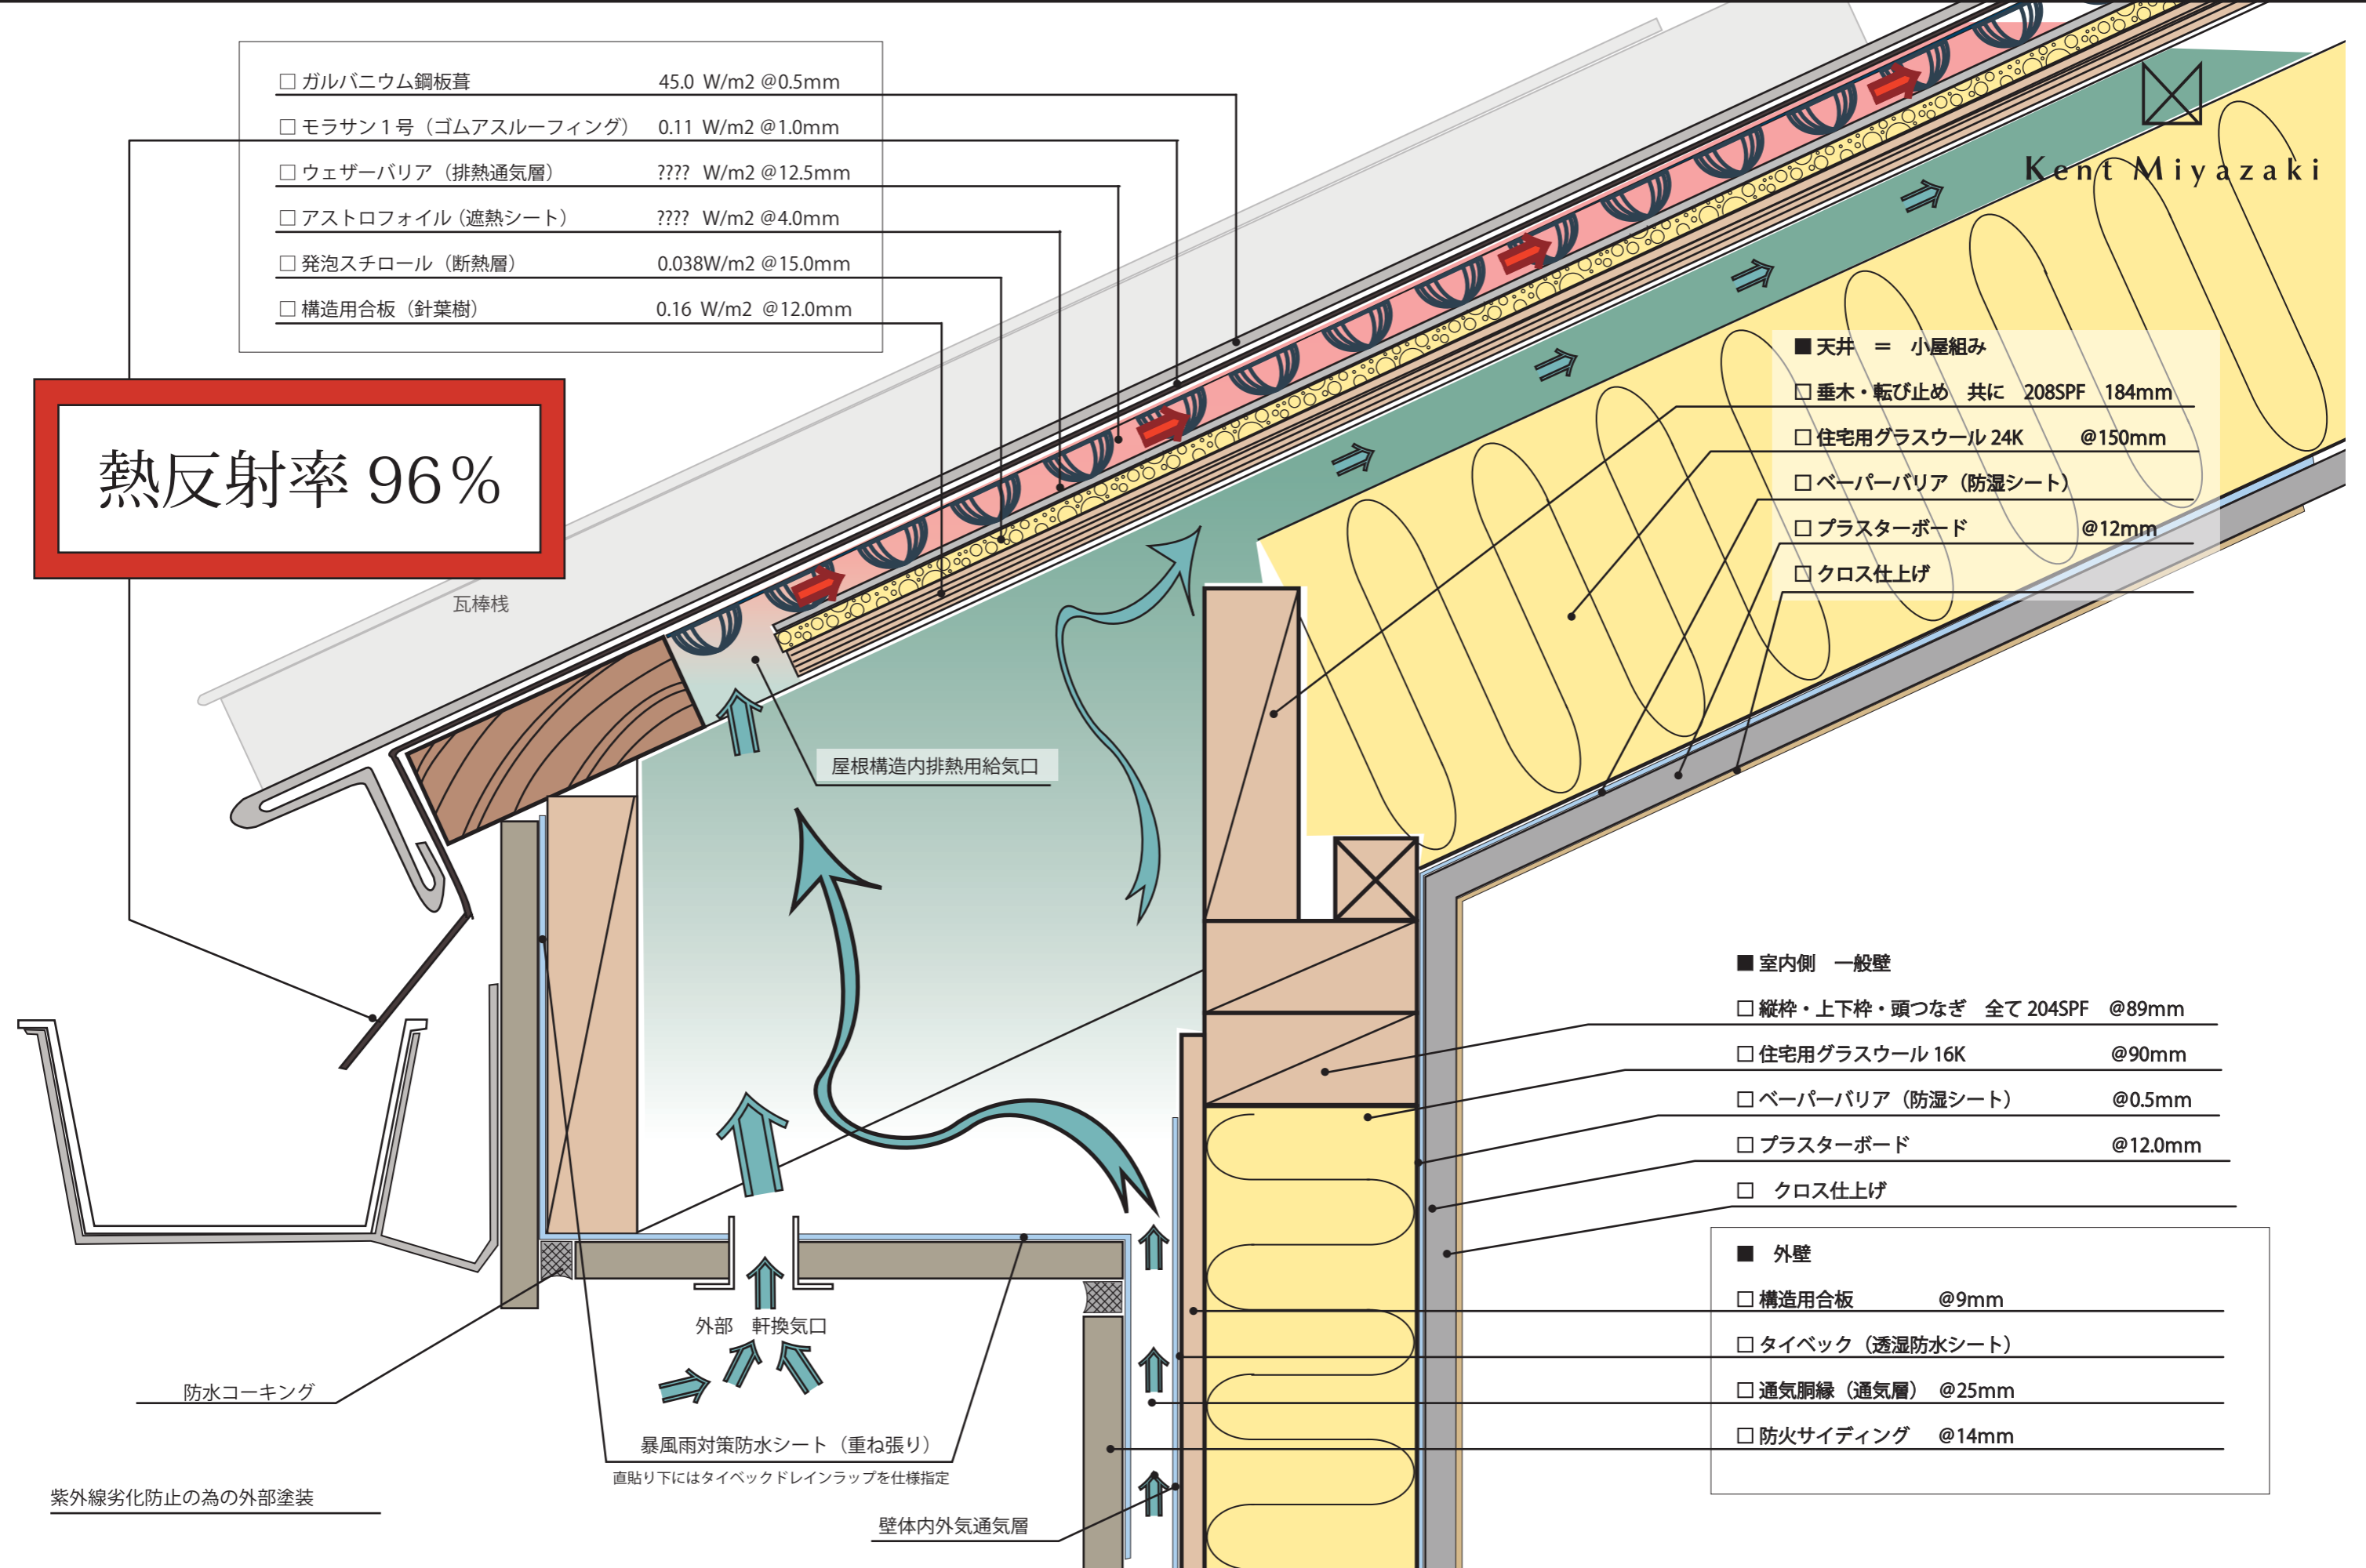 □ ガルバニウム鋼板葺 45.0 W/m2 @0.5mm
□ モラサン1号（ゴムアスルーフィング） 0.11 W/m2 @1.0mm
□ ウェザーバリア（排熱通気層） ???? W/m2 @12.5mm
□ アストロフォイル（遮熱シート） ???? W/m2 @4.0mm
□ 発泡スチロール（断熱層） 0.038W/m2 @15.0mm
□ 構造用合板（針葉樹） 0.16 W/m2 @12.0mm
Kent Miyazaki
熱反射率 96%
瓦棒桟
■ 天井 ＝ 小屋組み
□ 垂木・転び止め 共に 208SPF 184mm
□ 住宅用グラスウール 24K @150mm
□ ベーパーバリア（防湿シート）
□ プラスターボード @12mm
□ クロス仕上げ
屋根構造内排熱用給気口
■ 室内側 一般壁
□ 縦枠・上下枠・頭つなぎ 全て 204SPF @89mm
□ 住宅用グラスウール 16K @90mm
□ ベーパーバリア（防湿シート） @0.5mm
□ プラスターボード @12.0mm
□ クロス仕上げ
■ 外壁
□ 構造用合板 @9mm
□ タイベック（透湿防水シート）
□ 通気胴縁（通気層） @25mm
□ 防火サイディング @14mm
外部 軒換気口
防水コーキング
暴風雨対策防水シート（重ね張り）
直貼り下にはタイベックドレインラップを仕様指定
紫外線劣化防止の為の外部塗装
壁体内外気通気層